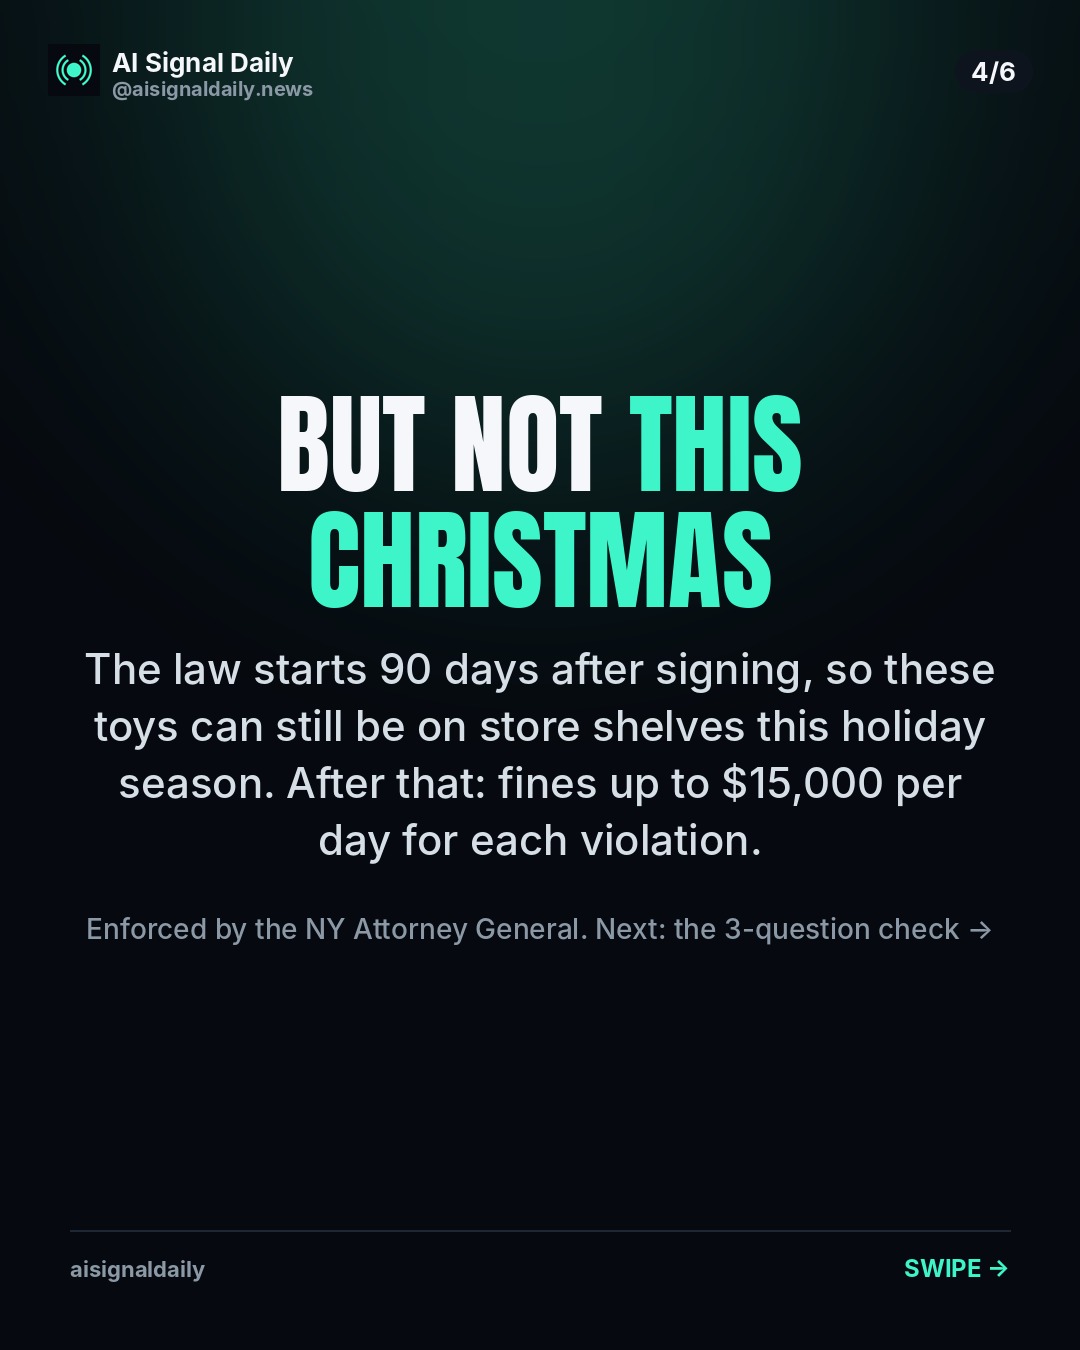 AI Signal Daily
@aisignaldaily.news
4/6
BUT NOT THIS
CHRISTMAS
The law starts 90 days after signing, so these
toys can still be on store shelves this holiday
season. After that: fines up to $15,000 per
day for each violation.
Enforced by the NY Attorney General. Next: the 3-question check →
aisignaldaily
SWIPE →